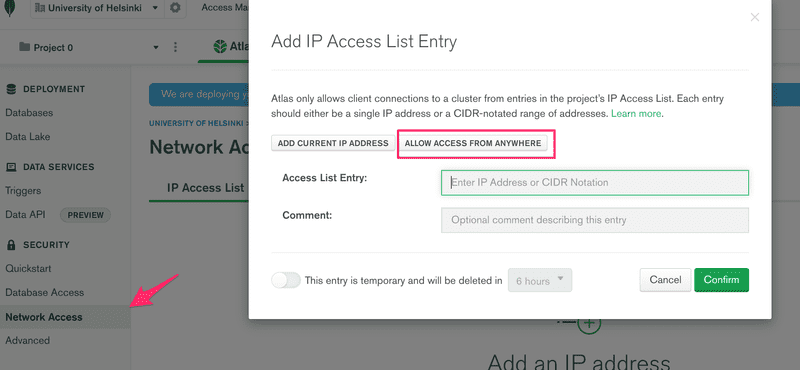 University of Helsinki
Access Ma
Project 0
Atla
DEPLOYMENT
Databases
Data Lake
DATA SERVICES
Triggers
Data API PREVIEW
SECURITY
Quickstart
Database Access
Network Access
Advanced
We are deploying yo
UNIVERSITY OF HELSINKI >
Network Ac
IP Access List
Add IP Access List Entry
Atlas only allows client connections to a cluster from entries in the project's IP Access List. Each entry
should either be a single IP address or a CIDR-notated range of addresses. Learn more.
ADD CURRENT IP ADDRESS ALLOW ACCESS FROM ANYWHERE
Access List Entry: Enter IP Address or CIDR Notation
Comment: Optional comment describing this entry
This entry is temporary and will be deleted in 6 hours Cancel Confirm
Add an IP address